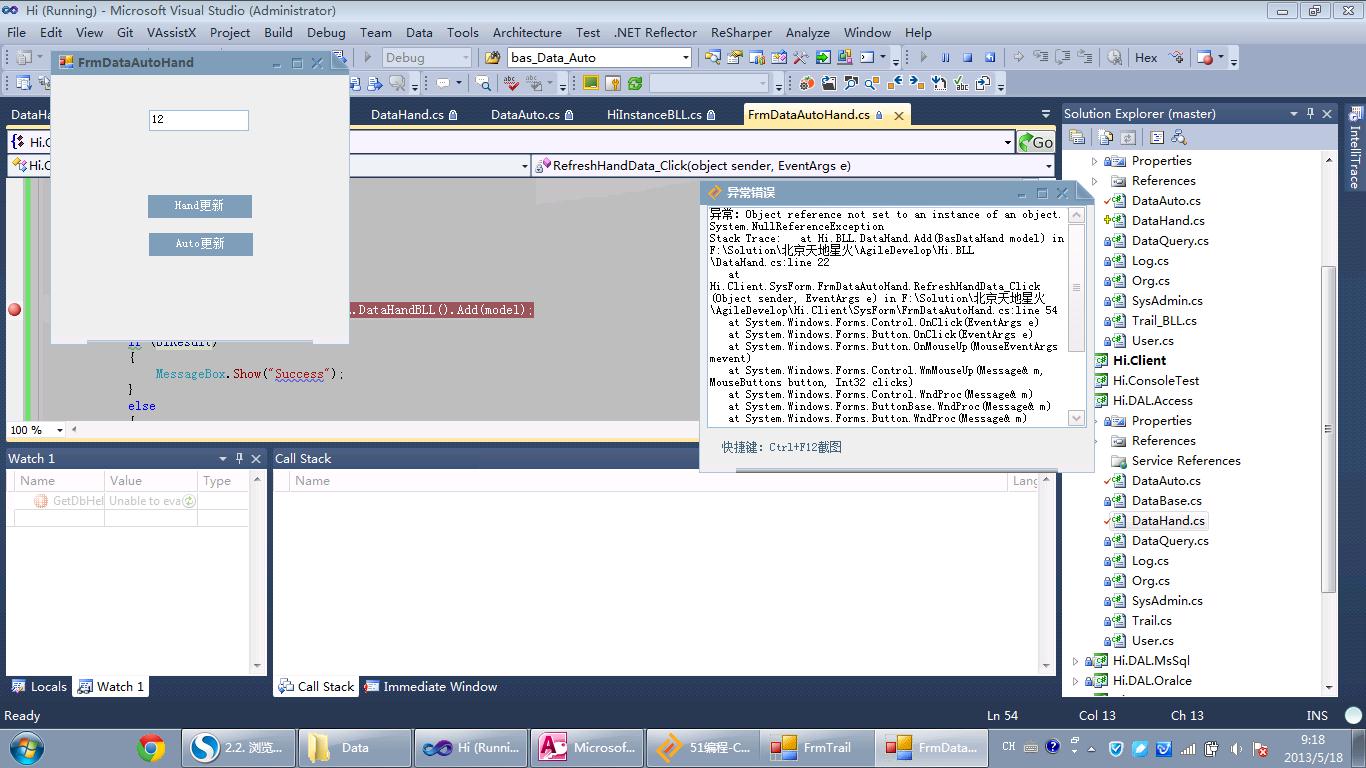 Hi (Running) - Microsoft Visual Studio (Administrator)
File Edit View Git VAssistX Project Build Debug Team Data Tools Architecture Test .NET Reflector ReSharper Analyze Window Help
Debug bas_Data_Auto Hex
FrmDataAutoHand
12
Hand更新
Auto更新
DataHa DataHand.cs DataAuto.cs HiInstanceBLL.cs FrmDataAutoHand.cs
Hi.C Go
Hi.C RefreshHandData_Click(object sender, EventArgs e)
.DataHandBLL().Add(model);
if (blResult)
{
MessageBox.Show("Success");
}
else
{
100 %
异常错误
异常: Object reference not set to an instance of an object.
System.NullReferenceException
Stack Trace: at Hi.BLL.DataHand.Add(BasDataHand model) in
F:\Solution\北京天地星火\AgileDevelop\Hi.BLL
\DataHand.cs:line 22
at
Hi.Client.SysForm.FrmDataAutoHand.RefreshHandData_Click
(Object sender, EventArgs e) in F:\Solution\北京天地星火
\AgileDevelop\Hi.Client\SysForm\FrmDataAutoHand.cs:line 54
at System.Windows.Forms.Control.OnClick(EventArgs e)
at System.Windows.Forms.Button.OnClick(EventArgs e)
at System.Windows.Forms.Button.OnMouseUp(MouseEventArgs
mevent)
at System.Windows.Forms.Control.WmMouseUp(Message& m,
MouseButtons button, Int32 clicks)
at System.Windows.Forms.Control.WndProc(Message& m)
at System.Windows.Forms.ButtonBase.WndProc(Message& m)
at System.Windows.Forms.Button.WndProc(Message& m)
快捷键: Ctrl+F12截图
Solution Explorer (master)
Properties
References
DataAuto.cs
DataHand.cs
DataQuery.cs
Log.cs
Org.cs
SysAdmin.cs
Trail_BLL.cs
User.cs
Hi.Client
Hi.ConsoleTest
Hi.DAL.Access
Properties
References
Service References
DataAuto.cs
DataBase.cs
DataHand.cs
DataQuery.cs
Log.cs
Org.cs
SysAdmin.cs
Trail.cs
User.cs
Hi.DAL.MsSql
Hi.DAL.Oralce
IntelliTrace
Watch 1
Name Value Type
GetDbHel Unable to eva
Locals Watch 1
Call Stack
Name Lang
Call Stack Immediate Window
Ready Ln 54 Col 13 Ch 13 INS
2.2. 浏览... Data Hi (Runnin... Microsof... 51编程-C... FrmTrail FrmData... CH
9:18
2013/5/18